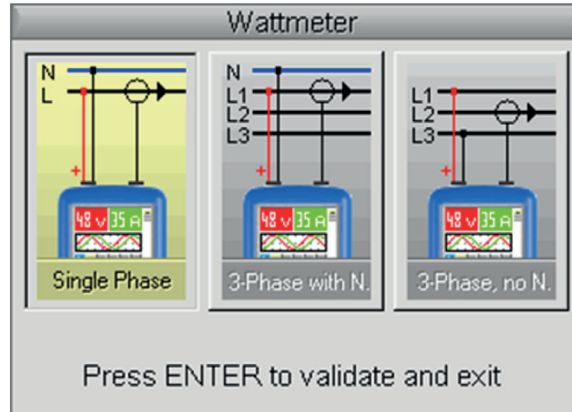 Wattmeter
N
L
+
48 V 35 A
Single Phase
N
L1
L2
L3
+
48 V 35 A
3-Phase with N.
L1
L2
L3
+
48 V 35 A
3-Phase, no N.
Press ENTER to validate and exit